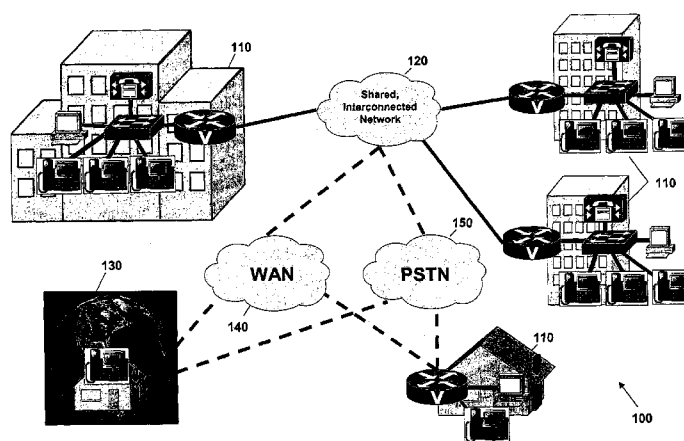 110
120
Shared,
Interconnected
Network
V
V
110
V
150
130
WAN
PSTN
140
110
V
100